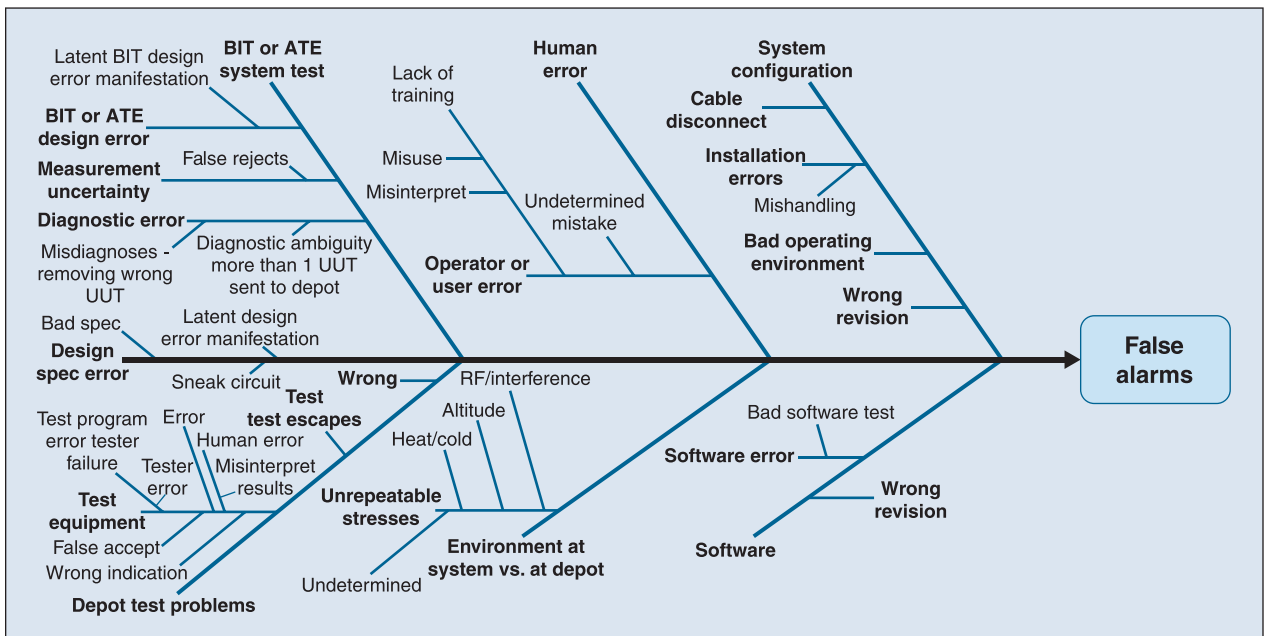 BIT or ATE
system test
Latent BIT design
error manifestation
BIT or ATE
design error
Measurement
uncertainty
False rejects
Diagnostic error
Misdiagnoses -
removing wrong
UUT
Diagnostic ambiguity
more than 1 UUT
sent to depot
Human
error
Lack of
training
Misuse
Misinterpret
Undetermined
mistake
Operator or
user error
System
configuration
Cable
disconnect
Installation
errors
Mishandling
Bad operating
environment
Wrong
revision
Bad spec
Latent design
error manifestation
Design
spec error
Sneak circuit
False
alarms
Wrong
Test
test escapes
Test program
error tester
failure
Error
Human error
Tester
error
Misinterpret
results
Test
equipment
False accept
Wrong indication
Depot test problems
RF/interference
Altitude
Heat/cold
Unrepeatable
stresses
Undetermined
Environment at
system vs. at depot
Bad software test
Software error
Wrong
revision
Software